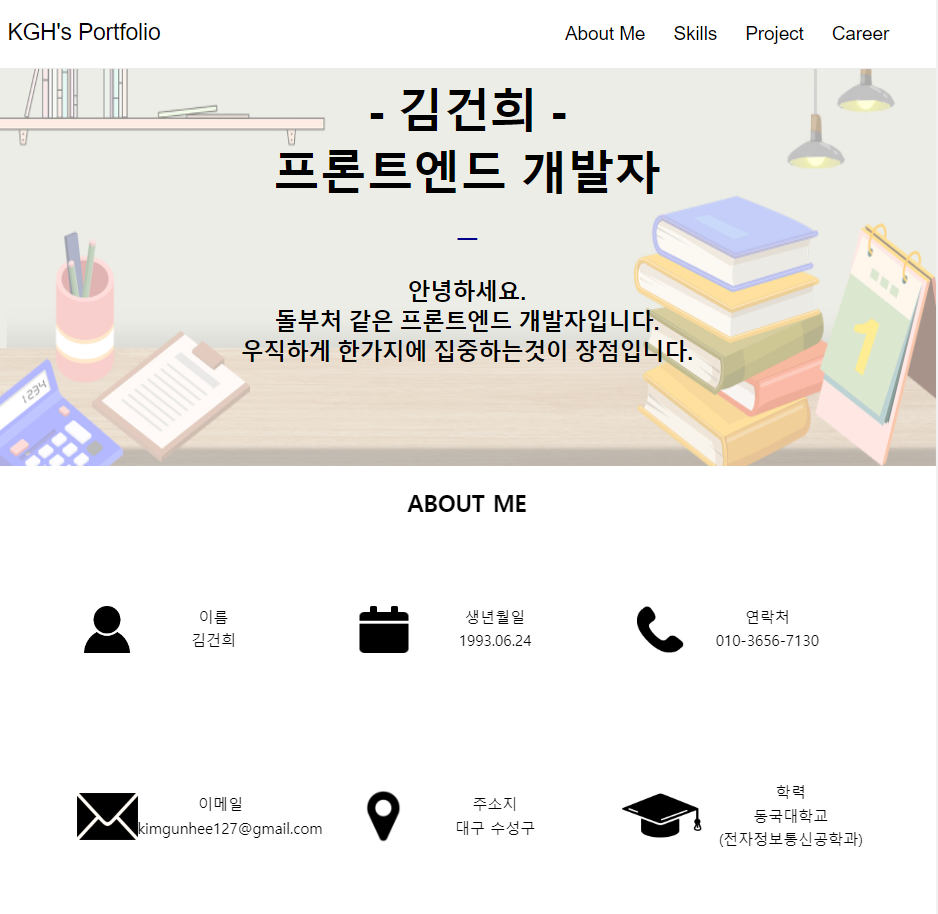 KGH's Portfolio
About Me Skills Project Career
- 김건희 -
프론트엔드 개발자
안녕하세요.
돌부처 같은 프론트엔드 개발자입니다.
우직하게 한가지에 집중하는것이 장점입니다.
1234
1
ABOUT ME
이름
김건희
생년월일
1993.06.24
연락처
010-3656-7130
이메일
kimgunhee127@gmail.com
주소지
대구 수성구
학력
동국대학교
(전자정보통신공학과)